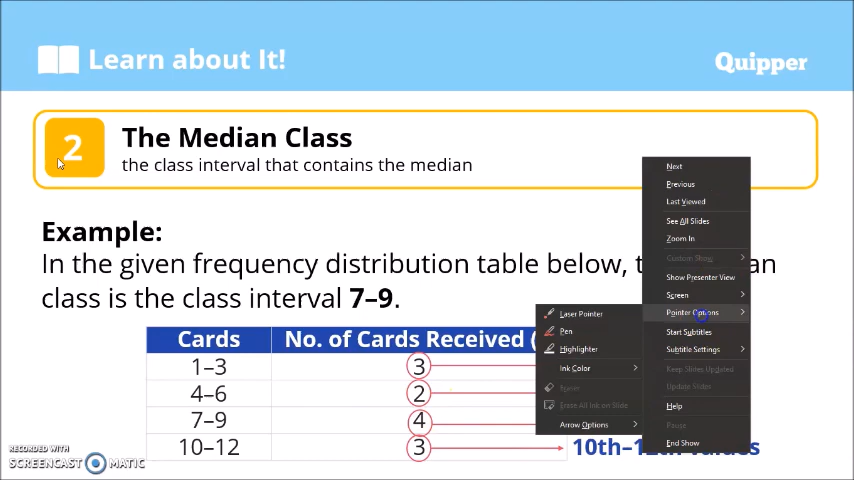 Learn about It!
Quipper
2
The Median Class
the class interval that contains the median
Example:
In the given frequency distribution table below, t an
class is the class interval 7–9.
Cards No. of Cards Received (
1–3 3
4–6 2
7–9 4
10–12 3 10th–12th values
Next
Previous
Last Viewed
See All Slides
Zoom In
Custom Show
Show Presenter View
Screen
Pointer Options
Start Subtitles
Subtitle Settings
Keep Slides Updated
Update Slides
Help
Pause
End Show
Laser Pointer
Pen
Highlighter
Ink Color
Eraser
Erase All Ink on Slide
Arrow Options
RECORDED WITH
SCREENCAST MATIC